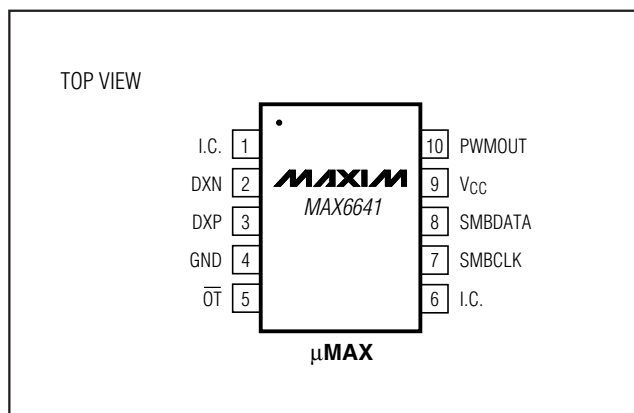 TOP VIEW
I.C. 1
DXN 2
DXP 3
GND 4
O̅T̅ 5
MAXIM
MAX6641
10 PWMOUT
9 VCC
8 SMBDATA
7 SMBCLK
6 I.C.
µMAX